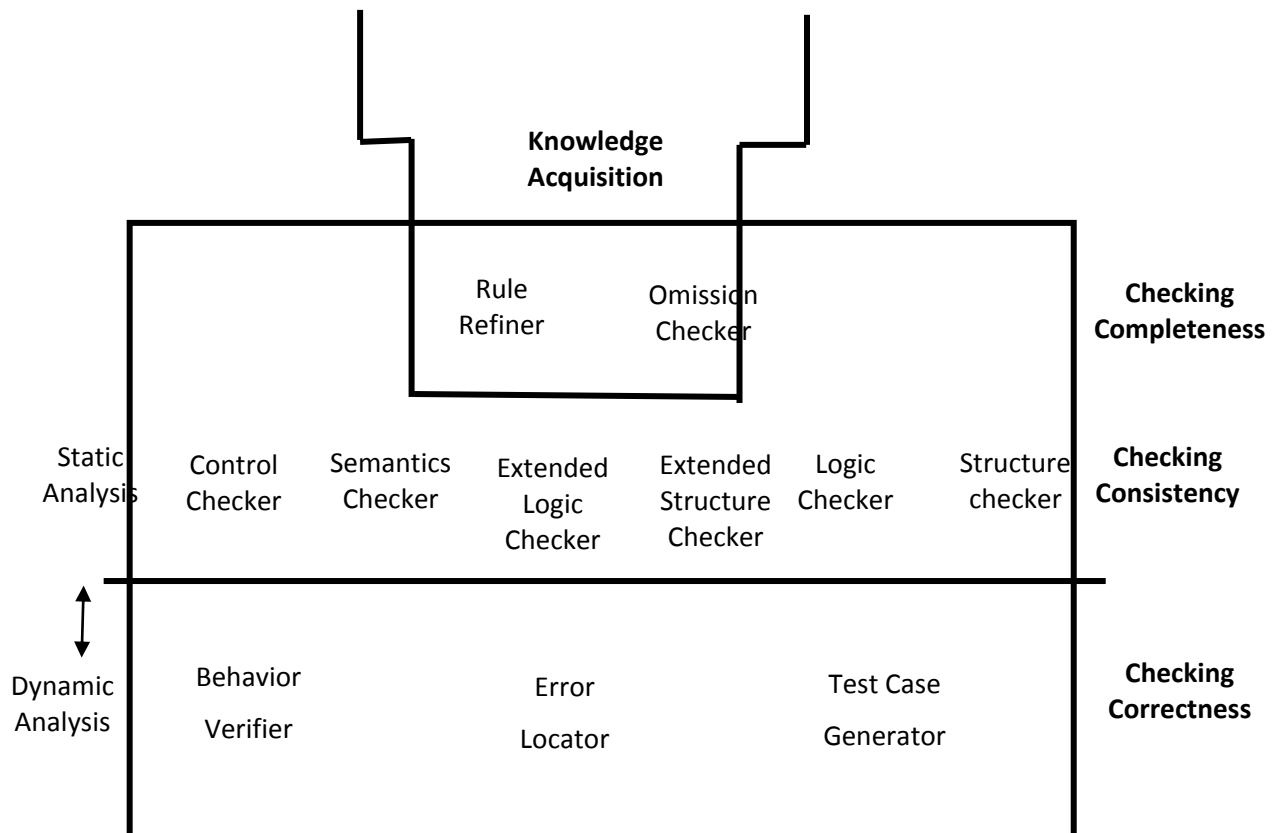 Knowledge
Acquisition
Rule
Refiner
Omission
Checker
Checking
Completeness
Static
Analysis
Control
Checker
Semantics
Checker
Extended
Logic
Checker
Extended
Structure
Checker
Logic
Checker
Structure
checker
Checking
Consistency
Dynamic
Analysis
Behavior
Verifier
Error
Locator
Test Case
Generator
Checking
Correctness